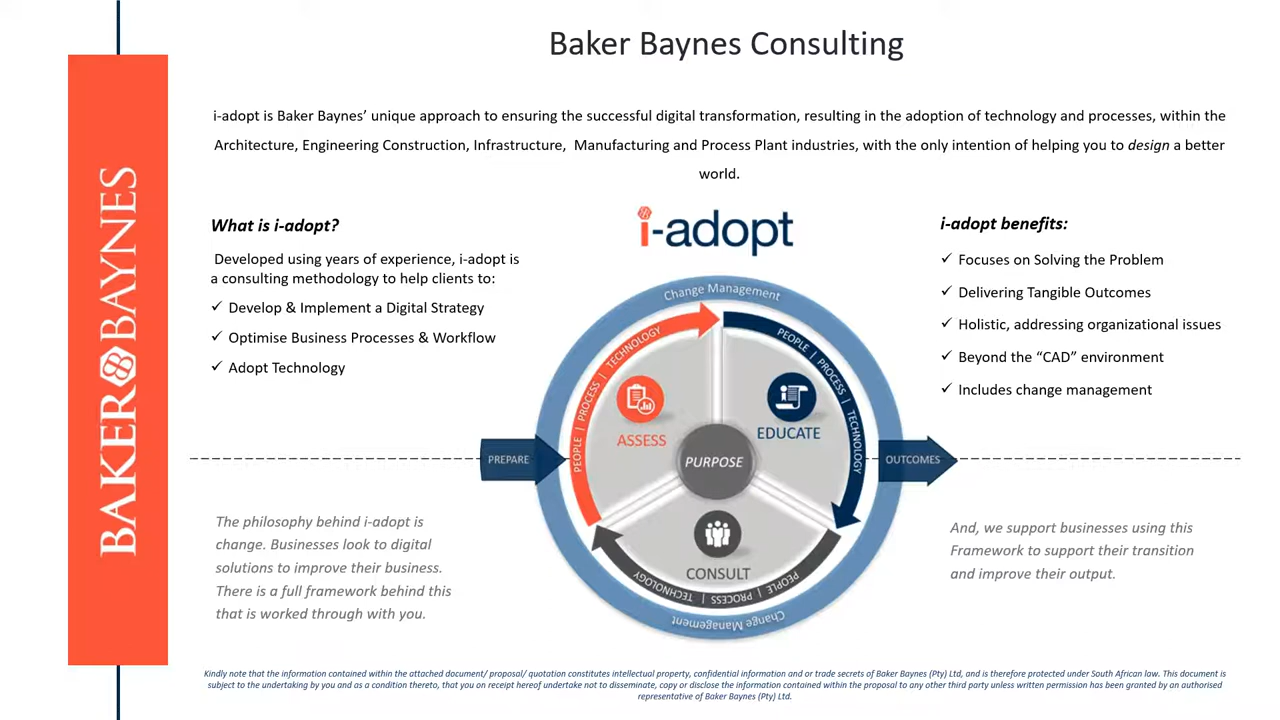 Baker Baynes Consulting
BAKER BAYNES
i-adopt is Baker Baynes’ unique approach to ensuring the successful digital transformation, resulting in the adoption of technology and processes, within the
Architecture, Engineering Construction, Infrastructure, Manufacturing and Process Plant industries, with the only intention of helping you to design a better
world.
What is i-adopt?
Developed using years of experience, i-adopt is
a consulting methodology to help clients to:
✓ Develop & Implement a Digital Strategy
✓ Optimise Business Processes & Workflow
✓ Adopt Technology
i-adopt
Change Management
PEOPLE | PROCESS | TECHNOLOGY
PEOPLE | PROCESS | TECHNOLOGY
ASSESS
EDUCATE
PREPARE
PURPOSE
OUTCOMES
CONSULT
PEOPLE | PROCESS | TECHNOLOGY
Change Management
i-adopt benefits:
✓ Focuses on Solving the Problem
✓ Delivering Tangible Outcomes
✓ Holistic, addressing organizational issues
✓ Beyond the “CAD” environment
✓ Includes change management
The philosophy behind i-adopt is
change. Businesses look to digital
solutions to improve their business.
There is a full framework behind this
that is worked through with you.
And, we support businesses using this
Framework to support their transition
and improve their output.
Kindly note that the information contained within the attached document/ proposal/ quotation constitutes intellectual property, confidential information and or trade secrets of Baker Baynes (Pty) Ltd, and is therefore protected under South African law. This document is
subject to the undertaking by you and as a condition thereto, that you on receipt hereof undertake not to disseminate, copy or disclose the information contained within the proposal to any other third party unless written permission has been granted by an authorised
representative of Baker Baynes (Pty) Ltd.